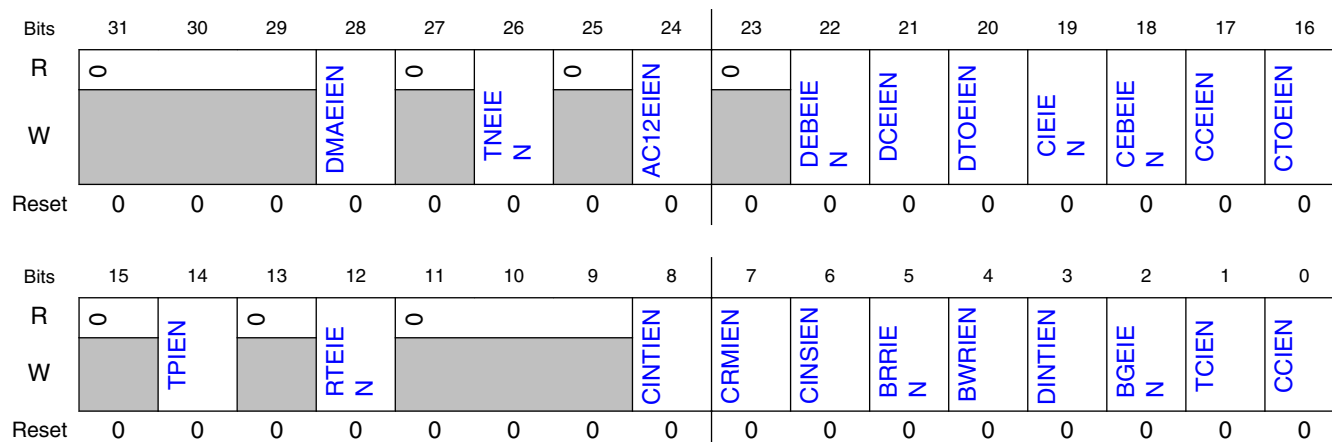 Bits 31 30 29 28 27 26 25 24 23 22 21 20 19 18 17 16
R 0 DMAEIEN 0 TNEIE N 0 AC12EIEN 0 DEBEIE N DCEIEN DTOEIEN CIEIE N CEBEIE N CCEIEN CTOEIEN
W
Reset 0 0 0 0 0 0 0 0 0 0 0 0 0 0 0 0
Bits 15 14 13 12 11 10 9 8 7 6 5 4 3 2 1 0
R 0 TPIEN 0 RTEIE N 0 CINTIEN CRMIEN CINSIEN BRRIE N BWRIEN DINTIEN BGEIE N TCIEN CCIEN
W
Reset 0 0 0 0 0 0 0 0 0 0 0 0 0 0 0 0